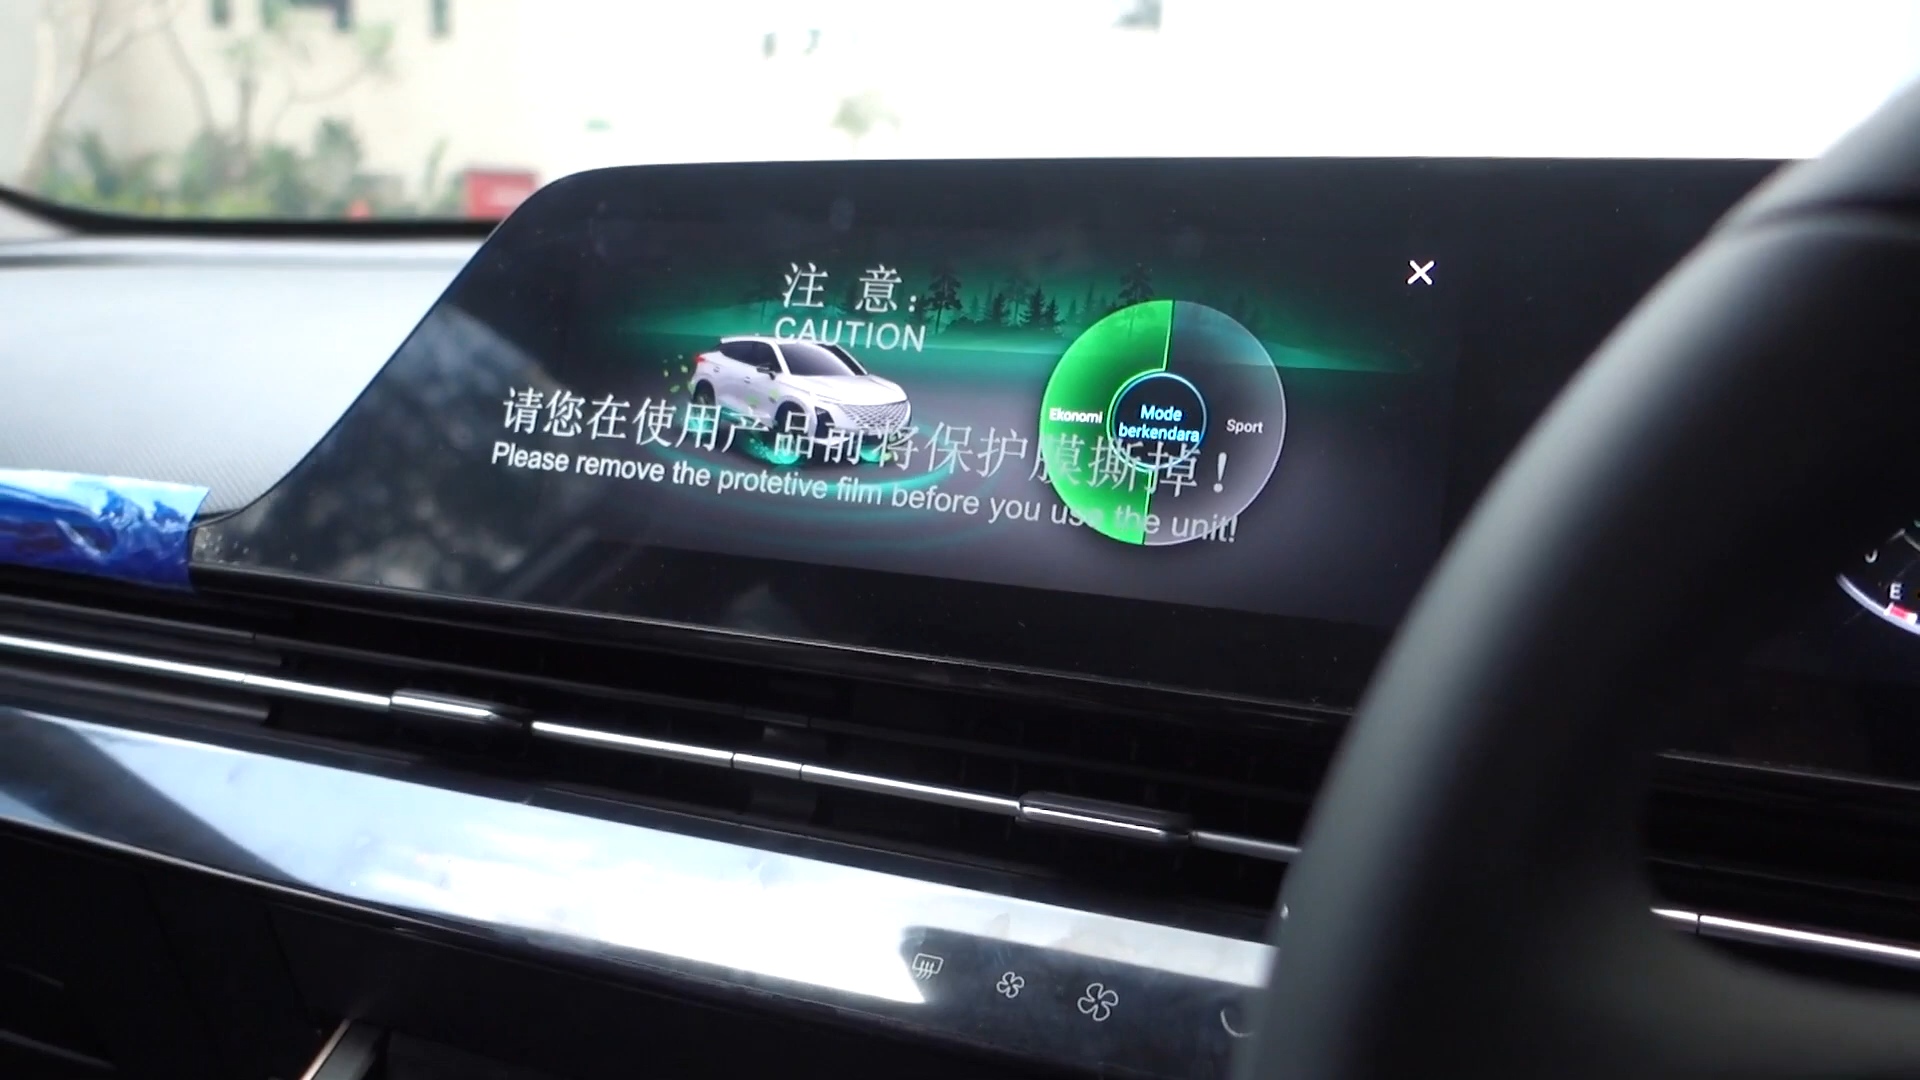 注 意:
CAUTION
请您在使用产品前将保护膜撕掉!
Please remove the protetive film before you use the unit!
Ekonomi
Mode
berkendara
Sport
E